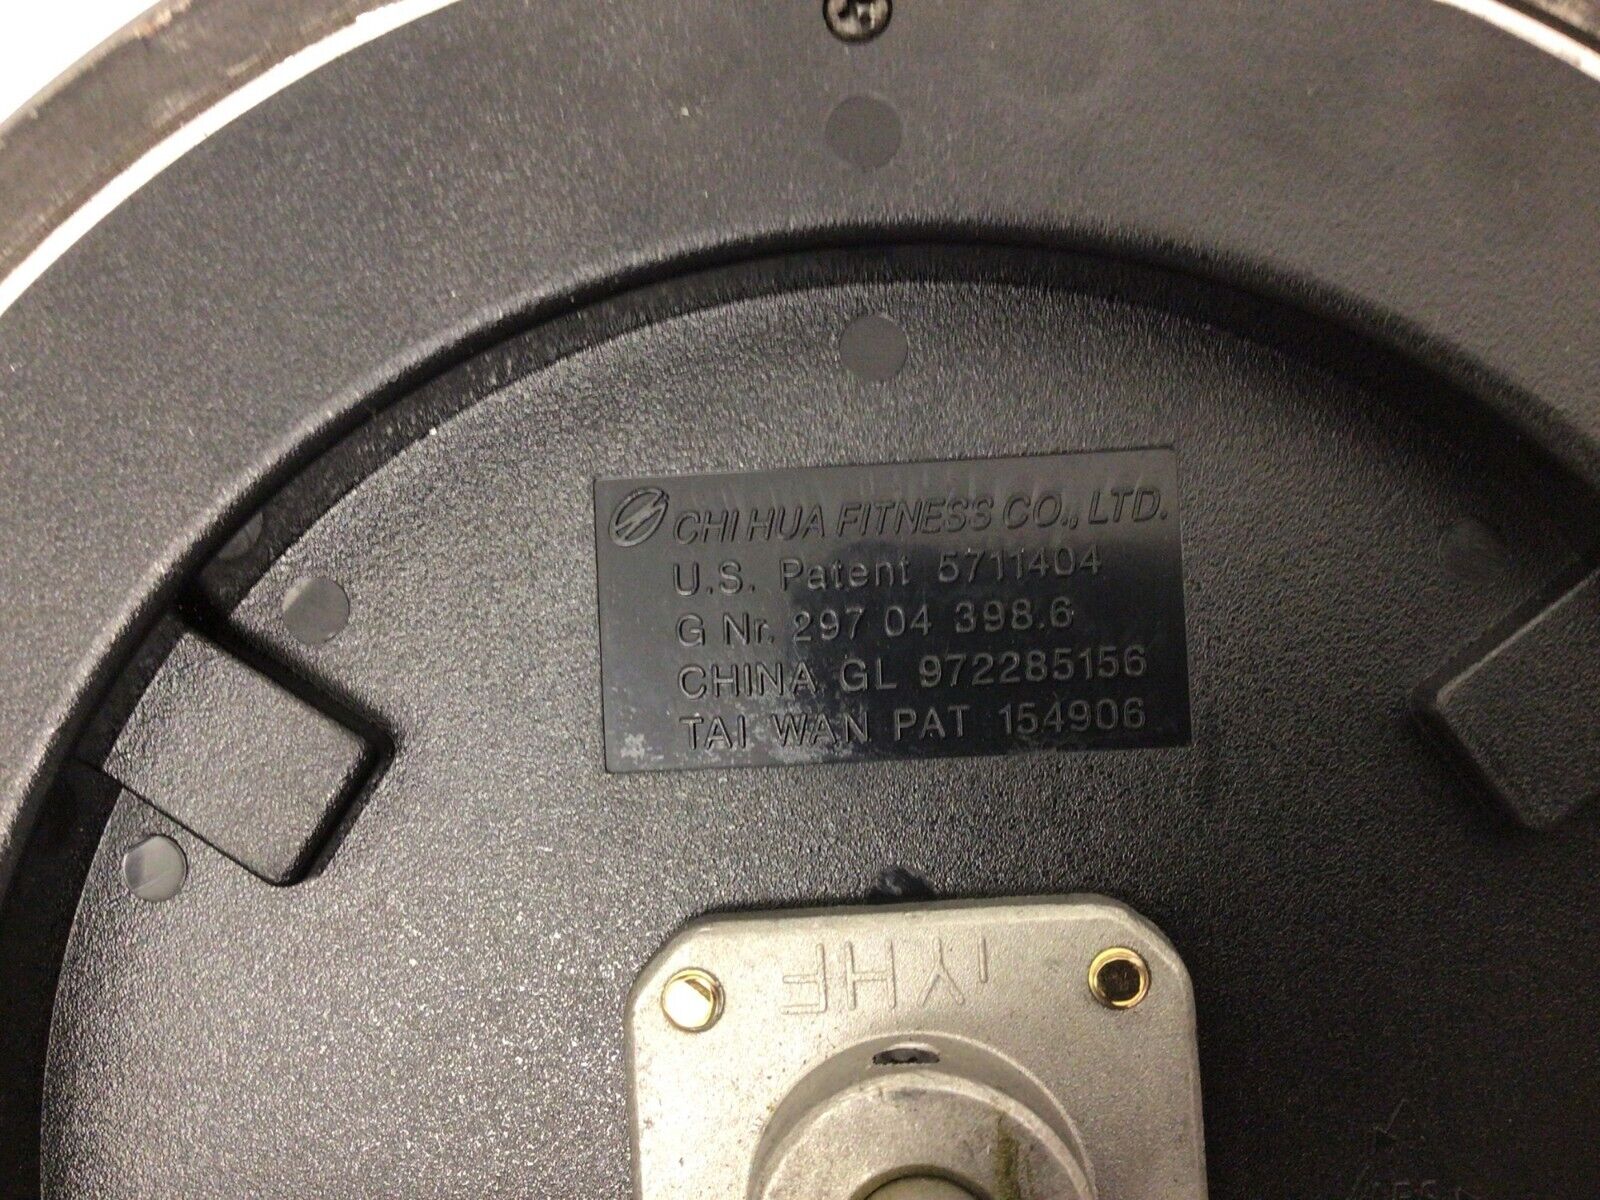 CHI HUA FITNESS CO., LTD.
U.S. Patent 5711404
G Nr. 297 04 398.6
CHINA GL 972285156
TAI WAN PAT 154906
IYHF